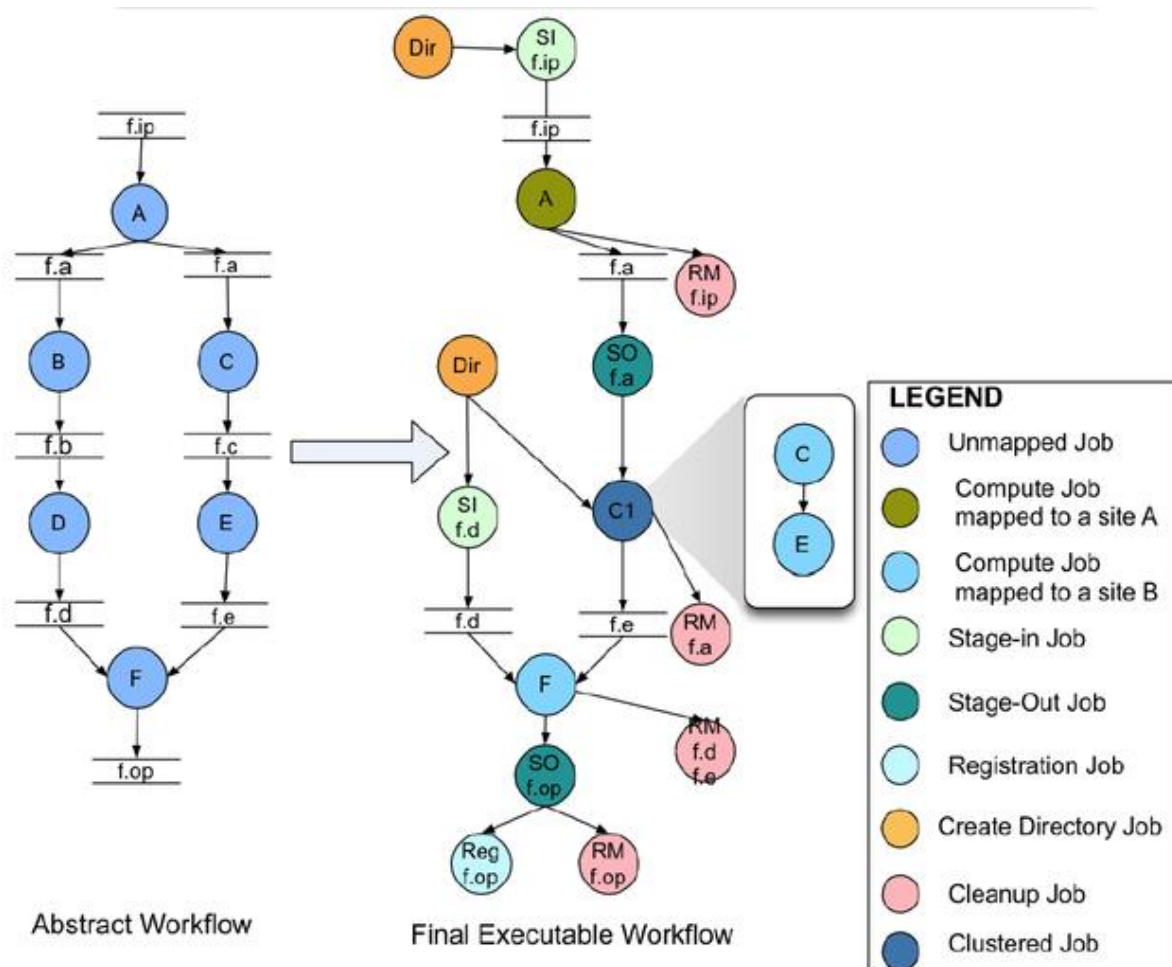 f.ip
A
f.a
f.a
B
C
f.b
f.c
D
E
f.d
f.e
F
f.op
Abstract Workflow
Dir
SI
f.ip
f.ip
A
f.a
RM
f.ip
SO
f.a
Dir
SI
f.d
C1
f.d
f.e
RM
f.a
F
RM
f.d
f.e
SO
f.op
Reg
f.op
RM
f.op
Final Executable Workflow
C
E
LEGEND
Unmapped Job
Compute Job
mapped to a site A
Compute Job
mapped to a site B
Stage-in Job
Stage-Out Job
Registration Job
Create Directory Job
Cleanup Job
Clustered Job